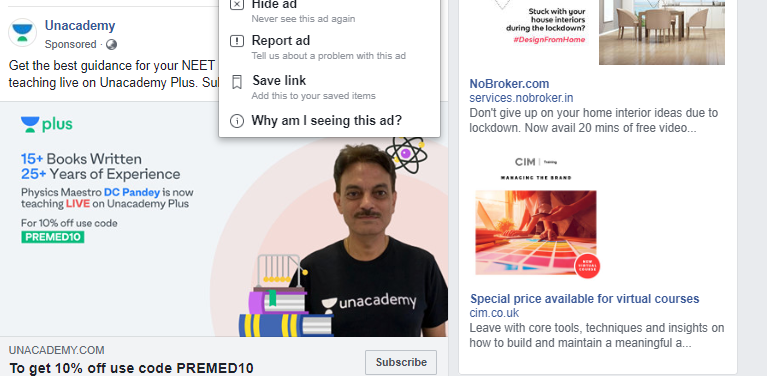 Unacademy
Sponsored ·
Get the best guidance for your NEET
teaching live on Unacademy Plus.
Hide ad
Never see this ad again
Report ad
Tell us about a problem with this ad
Save link
Add this to your saved items
Why am I seeing this ad?
plus
15+ Books Written
25+ Years of Experience
Physics Maestro DC Pandey is now
teaching LIVE on Unacademy Plus
For 10% off use code
PREMED10
unacademy
UNACADEMY.COM
To get 10% off use code PREMED10
Subscribe
Stuck with your
house interiors
during the lockdown?
#DesignFromHome
NoBroker.com
services.nobroker.in
Don't give up on your home interior ideas due to
lockdown. Now avail 20 mins of free video...
CIM Training
MANAGING THE BRAND
NOW
VIRTUAL
COURSE
Special price available for virtual courses
cim.co.uk
Leave with core tools, techniques and insights on
how to build and maintain a meaningful a...